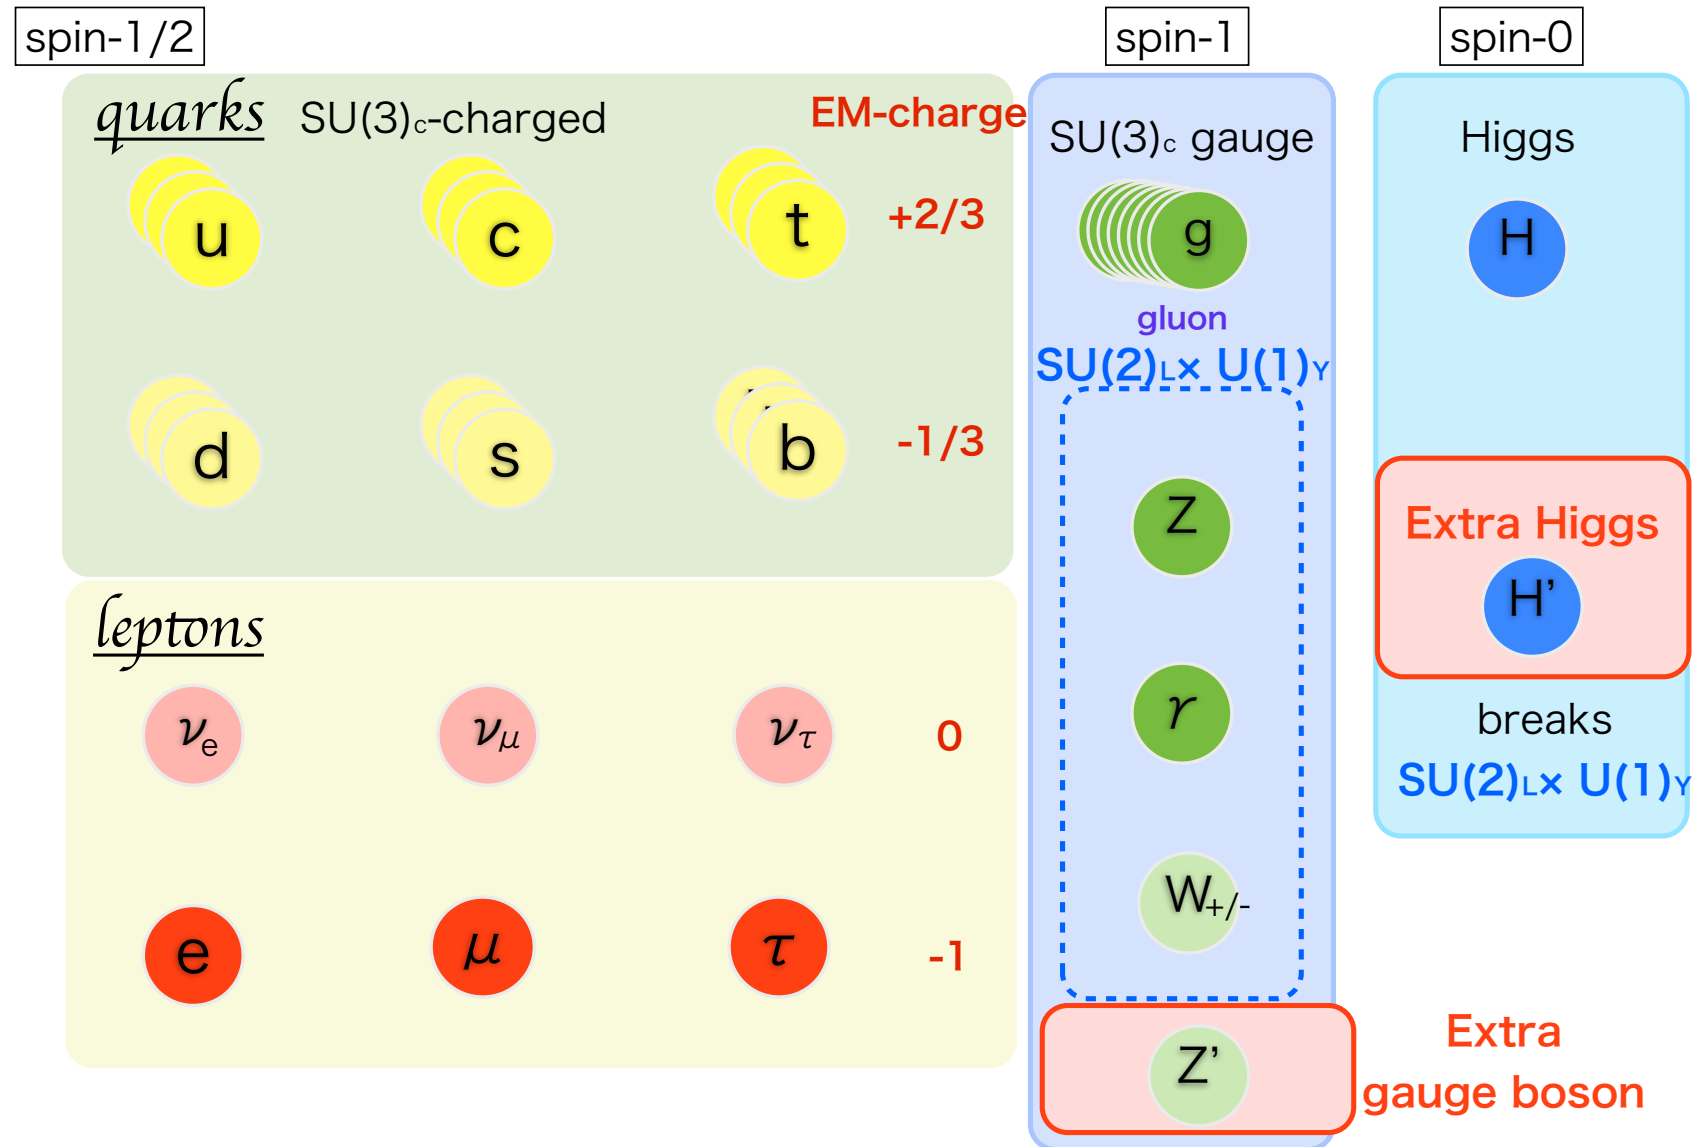 spin-1/2
spin-1
spin-0
quarks SU(3)c-charged EM-charge
u c t +2/3
d s b -1/3
leptons
νe νμ ντ 0
e μ τ -1
SU(3)c gauge
g
gluon
SU(2)L× U(1)Y
Z
γ
W+/-
Z’
Extra
gauge boson
Higgs
H
Extra Higgs
H’
breaks
SU(2)L× U(1)Y